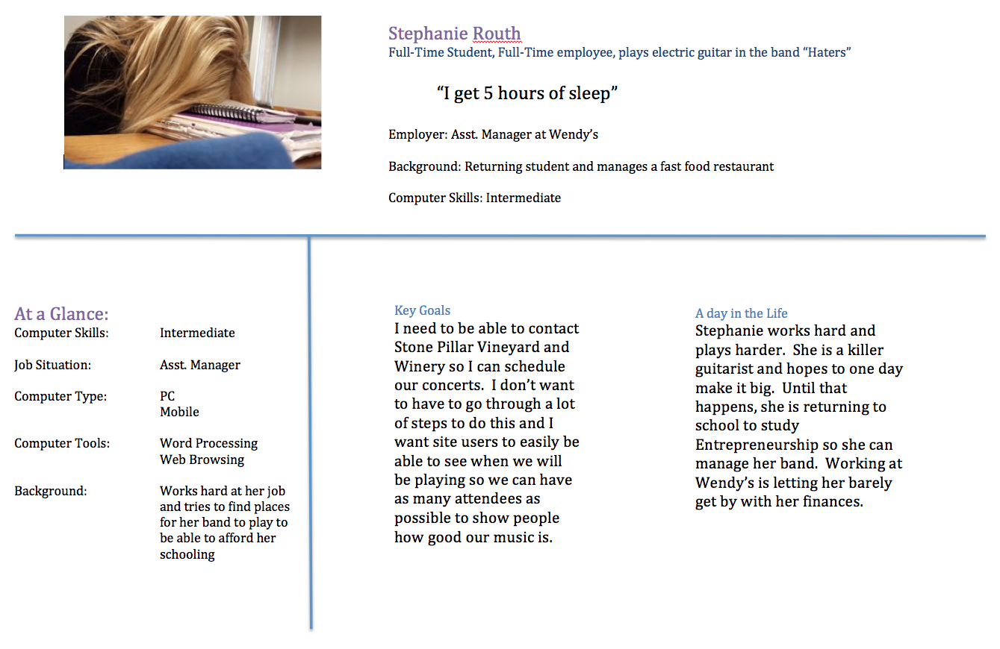 Stephanie Routh
Full-Time Student, Full-Time employee, plays electric guitar in the band “Haters”
“I get 5 hours of sleep”
Employer: Asst. Manager at Wendy’s
Background: Returning student and manages a fast food restaurant
Computer Skills: Intermediate
At a Glance:
Computer Skills: Intermediate
Job Situation: Asst. Manager
Computer Type: PC
Mobile
Computer Tools: Word Processing
Web Browsing
Background: Works hard at her job
and tries to find places
for her band to play to
be able to afford her
schooling
Key Goals
I need to be able to contact
Stone Pillar Vineyard and
Winery so I can schedule
our concerts.  I don’t want
to have to go through a lot
of steps to do this and I
want site users to easily be
able to see when we will
be playing so we can have
as many attendees as
possible to show people
how good our music is.
A day in the Life
Stephanie works hard and
plays harder.  She is a killer
guitarist and hopes to one day
make it big.  Until that
happens, she is returning to
school to study
Entrepreneurship so she can
manage her band.  Working at
Wendy’s is letting her barely
get by with her finances.